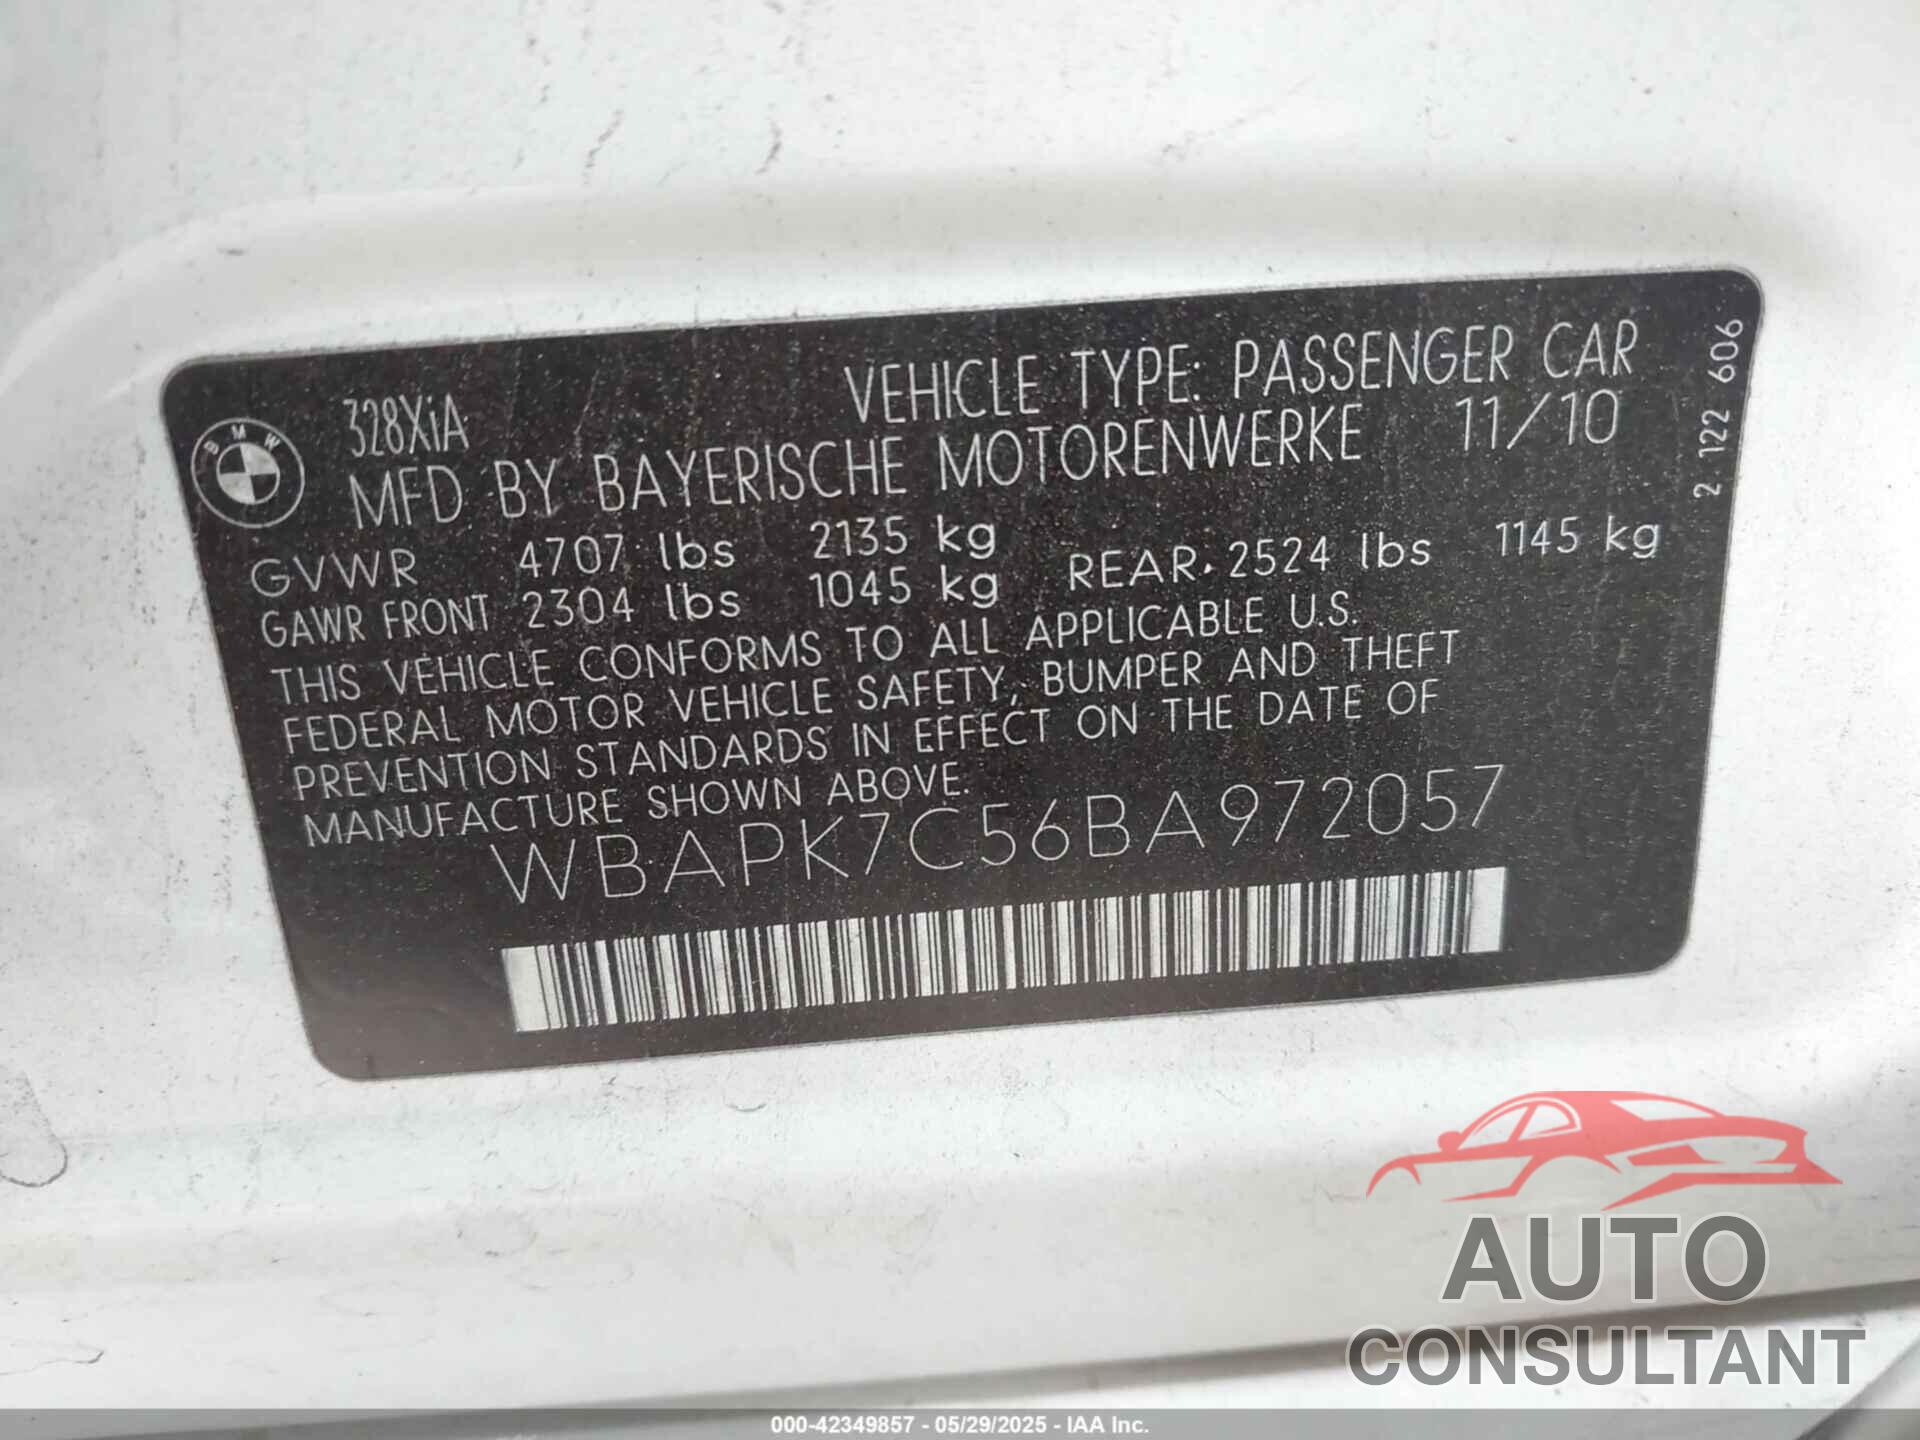 BMW
328XiA
VEHICLE TYPE: PASSENGER CAR
MFD BY BAYERISCHE MOTORENWERKE 11/10
GVWR 4707 lbs 2135 kg
GAWR FRONT 2304 lbs 1045 kg REAR. 2524 lbs 1145 kg
THIS VEHICLE CONFORMS TO ALL APPLICABLE U.S.
FEDERAL MOTOR VEHICLE SAFETY, BUMPER AND THEFT
PREVENTION STANDARDS IN EFFECT ON THE DATE OF
MANUFACTURE SHOWN ABOVE.
WBAPK7C56BA972057
2 122 606
AUTO
CONSULTANT
000-42349857 - 05/29/2025 - IAA Inc.